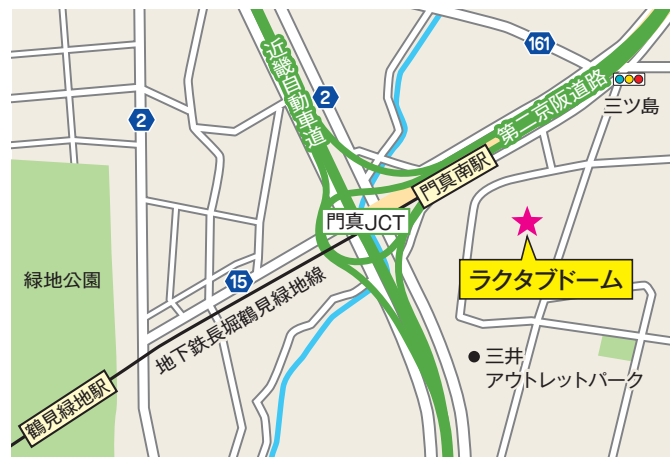 2
近畿自動車道
2
161
第二京阪道路
三ツ島
門真南駅
門真JCT
ラクタブドーム
緑地公園
15
地下鉄長堀鶴見緑地線
三井
アウトレットパーク
鶴見緑地駅